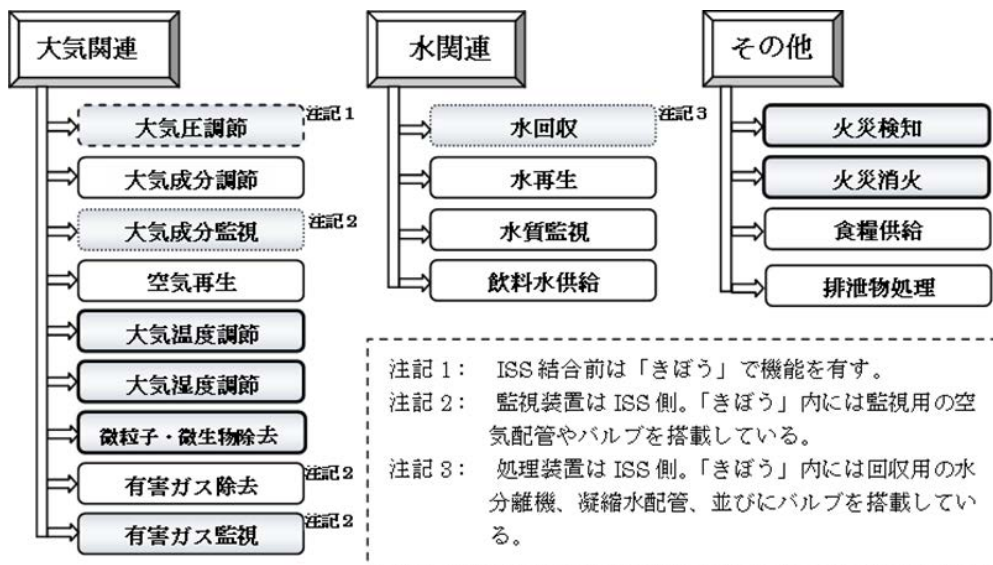 大気関連
大気圧調節 注記1
大気成分調節
大気成分監視 注記2
空気再生
大気温度調節
大気湿度調節
微粒子・微生物除去
有害ガス除去 注記2
有害ガス監視 注記2
水関連
水回収 注記3
水再生
水質監視
飲料水供給
その他
火災検知
火災消火
食糧供給
排泄物処理
注記1: ISS結合前は「きぼう」で機能を有す。
注記2: 監視装置はISS側。「きぼう」内には監視用の空
気配管やバルブを搭載している。
注記3: 処理装置はISS側。「きぼう」内には回収用の水
分離機、凝縮水配管、並びにバルブを搭載してい
る。